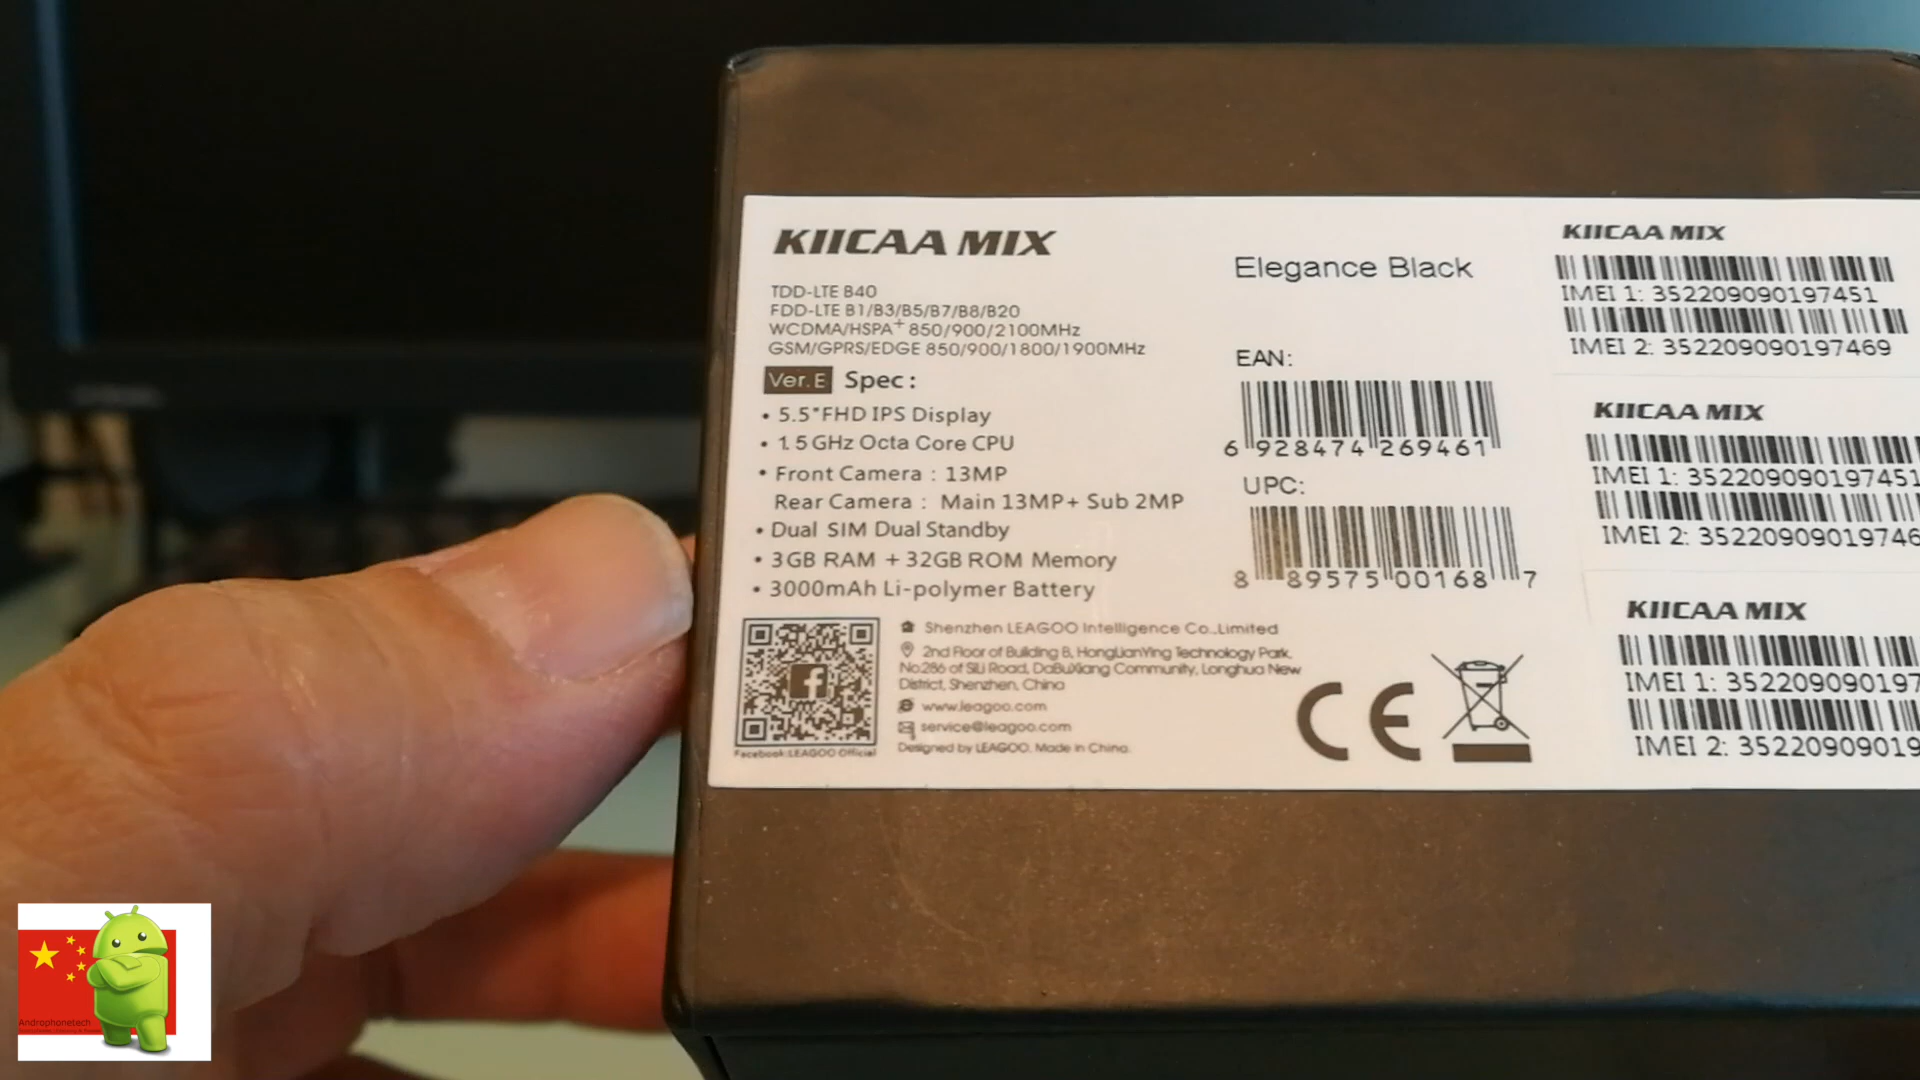 KIICAA MIX
TDD-LTE B40
FDD-LTE B1/B3/B5/B7/B8/B20
WCDMA/HSPA+ 850/900/2100MHz
GSM/GPRS/EDGE 850/900/1800/1900MHz
Ver.E Spec:
• 5.5"FHD IPS Display
• 1.5GHz Octa Core CPU
• Front Camera : 13MP
Rear Camera : Main 13MP+ Sub 2MP
• Dual SIM Dual Standby
• 3GB RAM + 32GB ROM Memory
• 3000mAh Li-polymer Battery
Facebook:LEAGOO Official
Shenzhen LEAGOO Intelligence Co.,Limited
2nd Floor of Building B, HongLianYing Technology Park,
No286 of SiLi Road, DaBuXiang Community, Longhua New
District, Shenzhen, China
www.leagoo.com
service@leagoo.com
Designed by LEAGOO. Made in China.
Elegance Black
EAN:
6 928474 269461
UPC:
8 89575 00168 7
CE
KIICAA MIX
IMEI 1: 352209090197451
IMEI 2: 352209090197469
KIICAA MIX
IMEI 1: 352209090197451
IMEI 2: 35220909019746
KIICAA MIX
IMEI 1: 352209090197
IMEI 2: 35220909019
Androphonetech